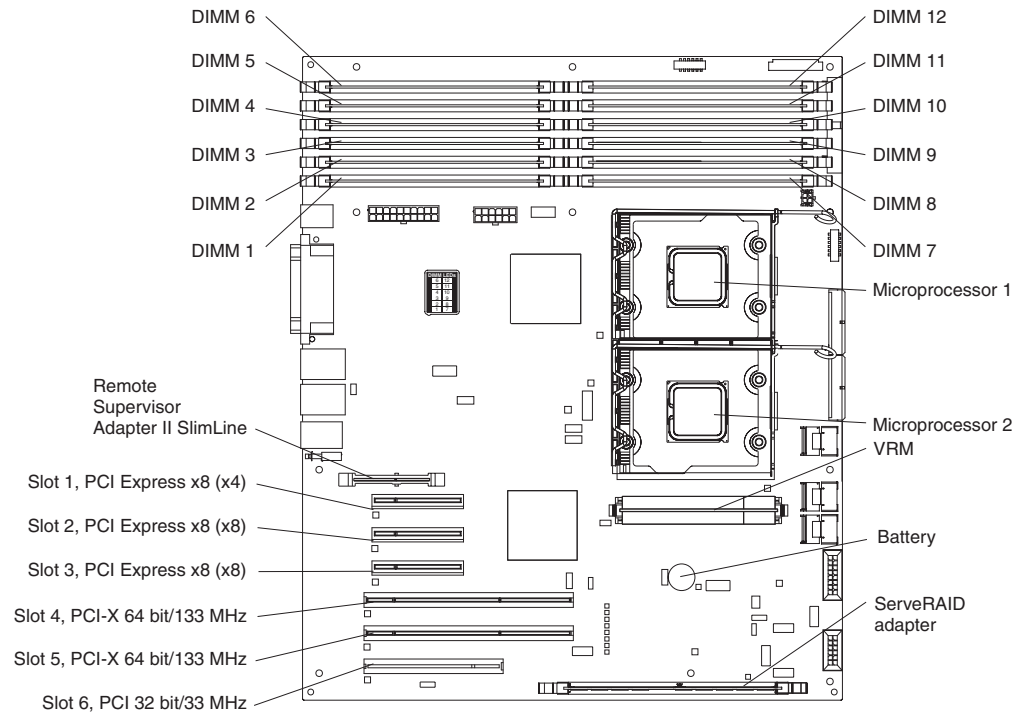 DIMM 6
DIMM 5
DIMM 4
DIMM 3
DIMM 2
DIMM 1
DIMM 12
DIMM 11
DIMM 10
DIMM 9
DIMM 8
DIMM 7
Microprocessor 1
Microprocessor 2
VRM
Battery
ServeRAID
adapter
Remote
Supervisor
Adapter II SlimLine
Slot 1, PCI Express x8 (x4)
Slot 2, PCI Express x8 (x8)
Slot 3, PCI Express x8 (x8)
Slot 4, PCI-X 64 bit/133 MHz
Slot 5, PCI-X 64 bit/133 MHz
Slot 6, PCI 32 bit/33 MHz